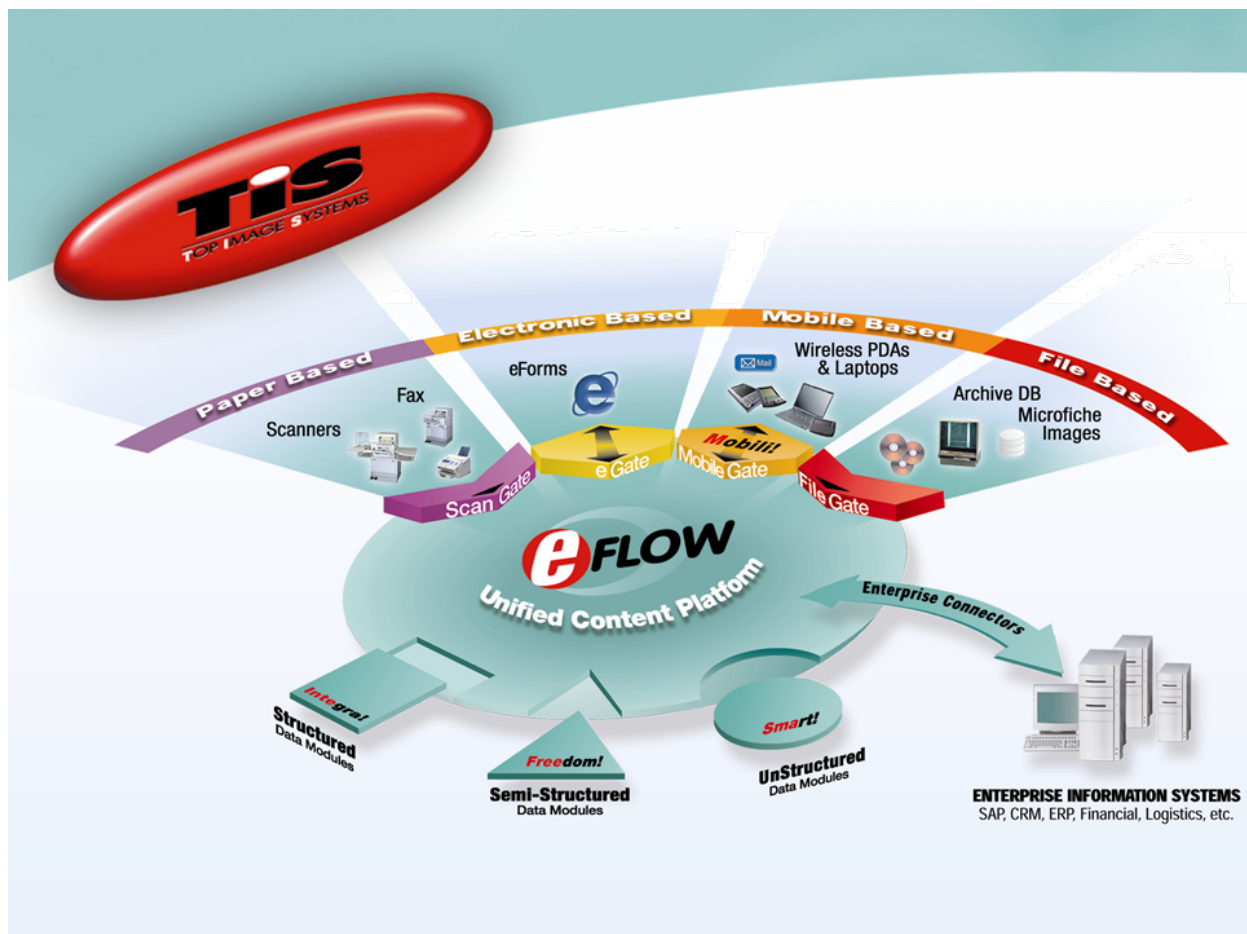 TiS
TOP IMAGE SYSTEMS
Paper Based
Electronic Based
Mobile Based
File Based
Scanners
Fax
eForms
Mail
Wireless PDAs
& Laptops
Archive DB
Microfiche
Images
Scan Gate
e Gate
Mobili!
Mobile Gate
File Gate
eFLOW
Unified Content Platform
Enterprise Connectors
Integra!
Structured
Data Modules
Freedom!
Semi-Structured
Data Modules
Smart!
UnStructured
Data Modules
ENTERPRISE INFORMATION SYSTEMS
SAP, CRM, ERP, Financial, Logistics, etc.